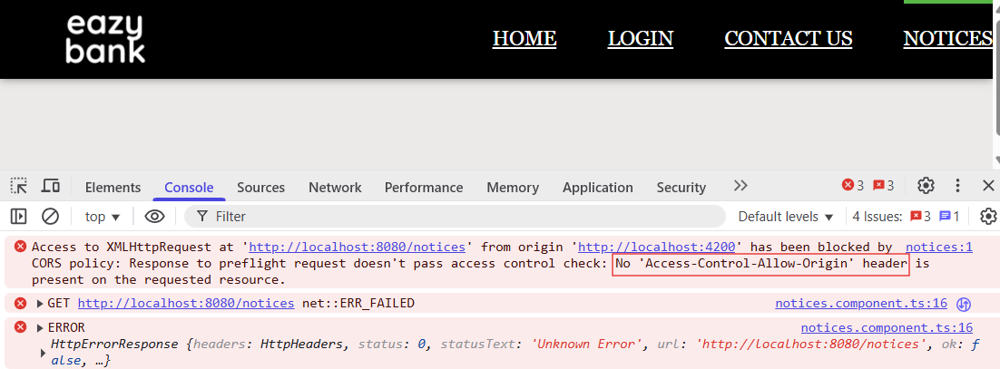 eazy
bank
HOME LOGIN CONTACT US NOTICES
Elements Console Sources Network Performance Memory Application Security 3 3
top Filter Default levels 4 Issues: 3 1
Access to XMLHttpRequest at 'http://localhost:8080/notices' from origin 'http://localhost:4200' has been blocked by notices:1
CORS policy: Response to preflight request doesn't pass access control check: No 'Access-Control-Allow-Origin' header is
present on the requested resource.
GET http://localhost:8080/notices net::ERR_FAILED notices.component.ts:16
ERROR notices.component.ts:16
HttpErrorResponse {headers: HttpHeaders, status: 0, statusText: 'Unknown Error', url: 'http://localhost:8080/notices', ok: f
alse, …}